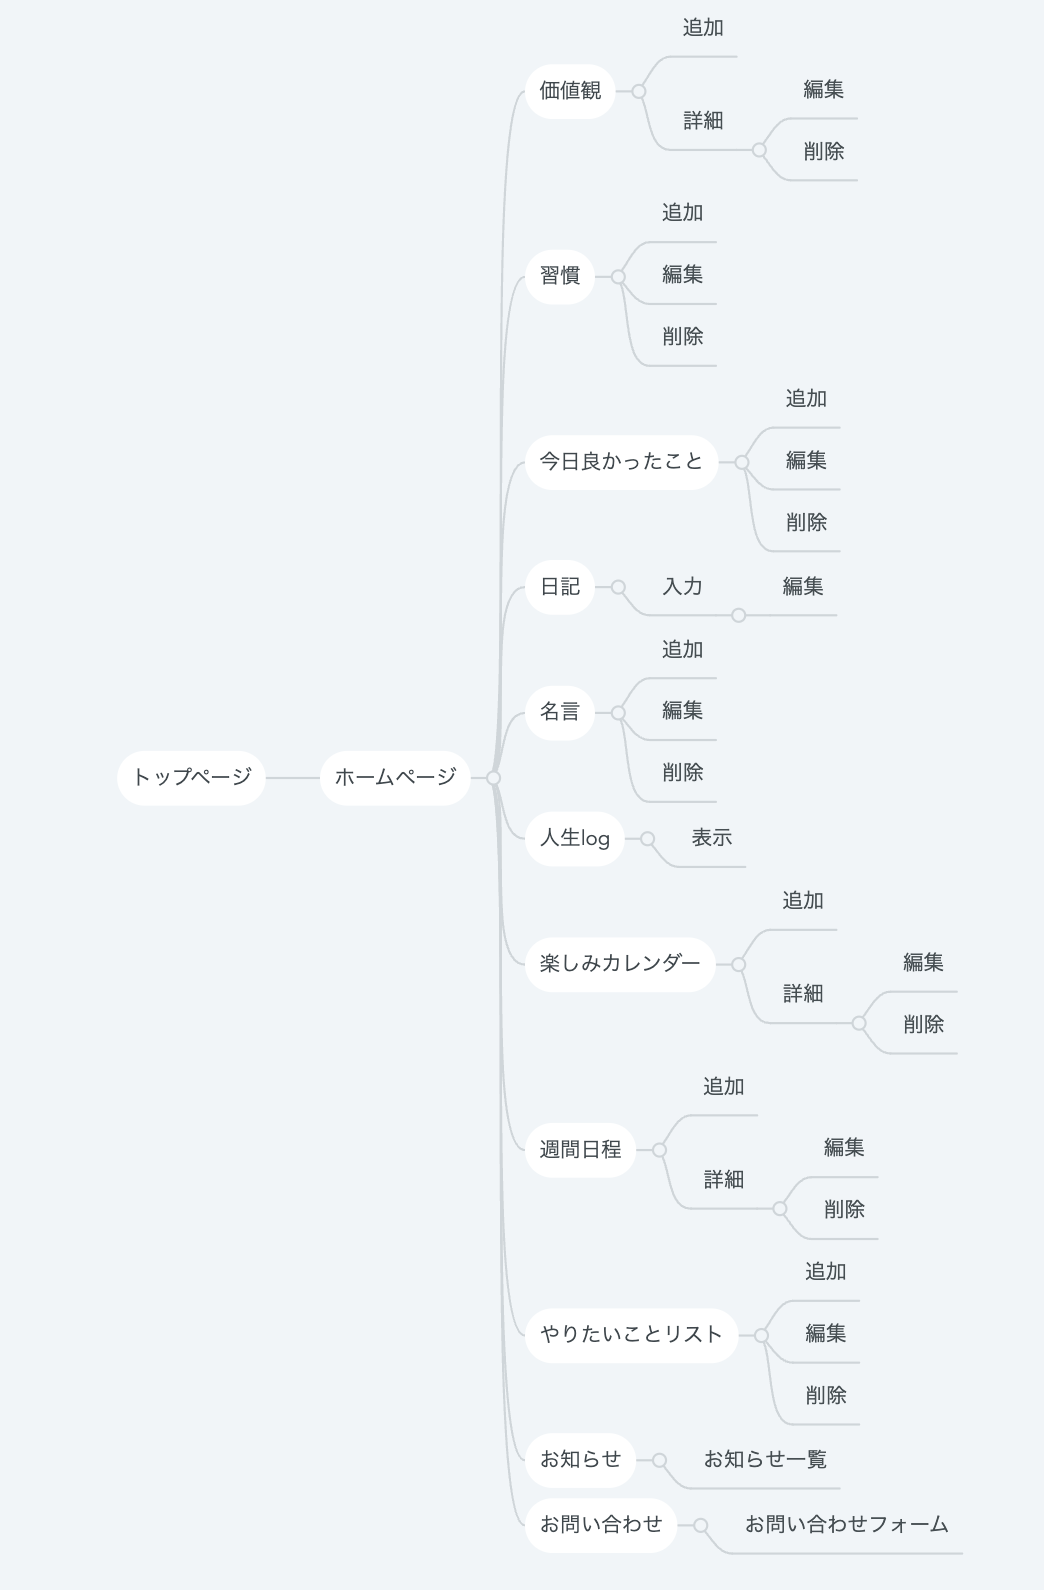 トップページ
ホームページ
価値観
追加
詳細
編集
削除
習慣
追加
編集
削除
今日良かったこと
追加
編集
削除
日記
入力
編集
名言
追加
編集
削除
人生log
表示
楽しみカレンダー
追加
詳細
編集
削除
週間日程
追加
詳細
編集
削除
やりたいことリスト
追加
編集
削除
お知らせ
お知らせ一覧
お問い合わせ
お問い合わせフォーム